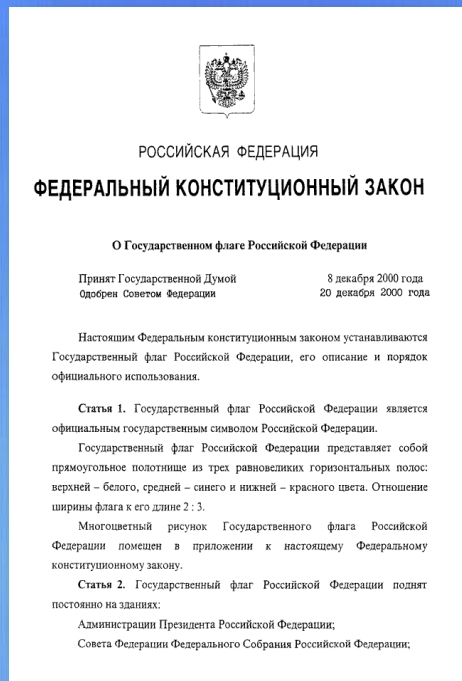 РОССИЙСКАЯ ФЕДЕРАЦИЯ
ФЕДЕРАЛЬНЫЙ КОНСТИТУЦИОННЫЙ ЗАКОН
О Государственном флаге Российской Федерации
Принят Государственной Думой 8 декабря 2000 года
Одобрен Советом Федерации 20 декабря 2000 года
Настоящим Федеральным конституционным законом устанавливаются
Государственный флаг Российской Федерации, его описание и порядок
официального использования.
Статья 1. Государственный флаг Российской Федерации является
официальным государственным символом Российской Федерации.
Государственный флаг Российской Федерации представляет собой
прямоугольное полотнище из трех равновеликих горизонтальных полос:
верхней – белого, средней – синего и нижней – красного цвета. Отношение
ширины флага к его длине 2 : 3.
Многоцветный рисунок Государственного флага Российской
Федерации помещен в приложении к настоящему Федеральному
конституционному закону.
Статья 2. Государственный флаг Российской Федерации поднят
постоянно на зданиях:
Администрации Президента Российской Федерации;
Совета Федерации Федерального Собрания Российской Федерации;